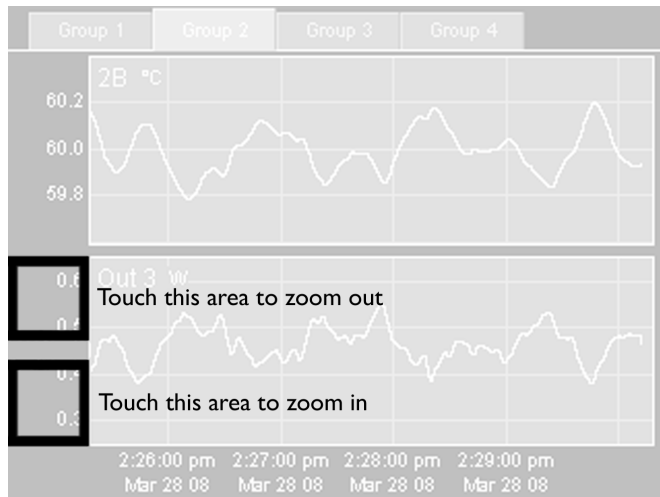 Group 1 Group 2 Group 3 Group 4
2B °C
60.2
60.0
59.8
Out 3 W
Touch this area to zoom out
Touch this area to zoom in
2:26:00 pm 2:27:00 pm 2:28:00 pm 2:29:00 pm
Mar 28 08 Mar 28 08 Mar 28 08 Mar 28 08